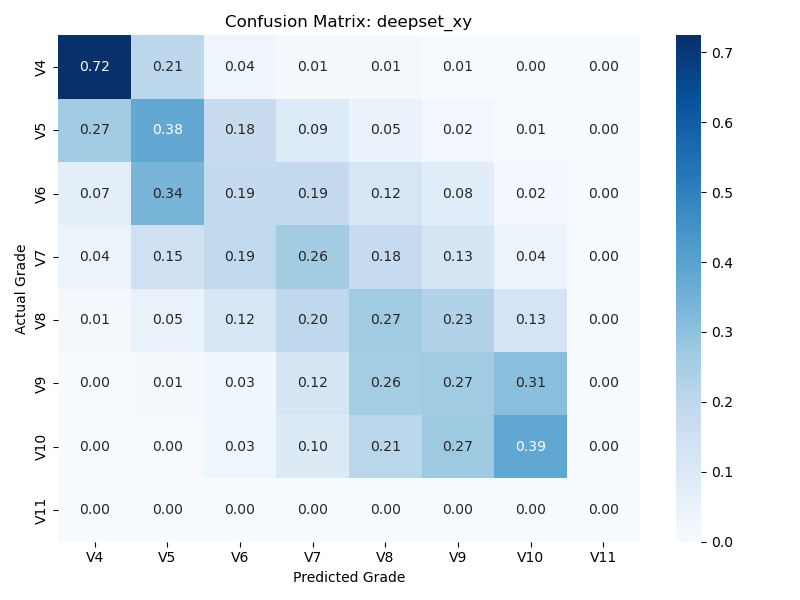 Confusion Matrix: deepset_xy
Actual Grade
V4 0.72 0.21 0.04 0.01 0.01 0.01 0.00 0.00
V5 0.27 0.38 0.18 0.09 0.05 0.02 0.01 0.00
V6 0.07 0.34 0.19 0.19 0.12 0.08 0.02 0.00
V7 0.04 0.15 0.19 0.26 0.18 0.13 0.04 0.00
V8 0.01 0.05 0.12 0.20 0.27 0.23 0.13 0.00
V9 0.00 0.01 0.03 0.12 0.26 0.27 0.31 0.00
V10 0.00 0.00 0.03 0.10 0.21 0.27 0.39 0.00
V11 0.00 0.00 0.00 0.00 0.00 0.00 0.00 0.00
V4 V5 V6 V7 V8 V9 V10 V11
Predicted Grade
0.7
0.6
0.5
0.4
0.3
0.2
0.1
0.0